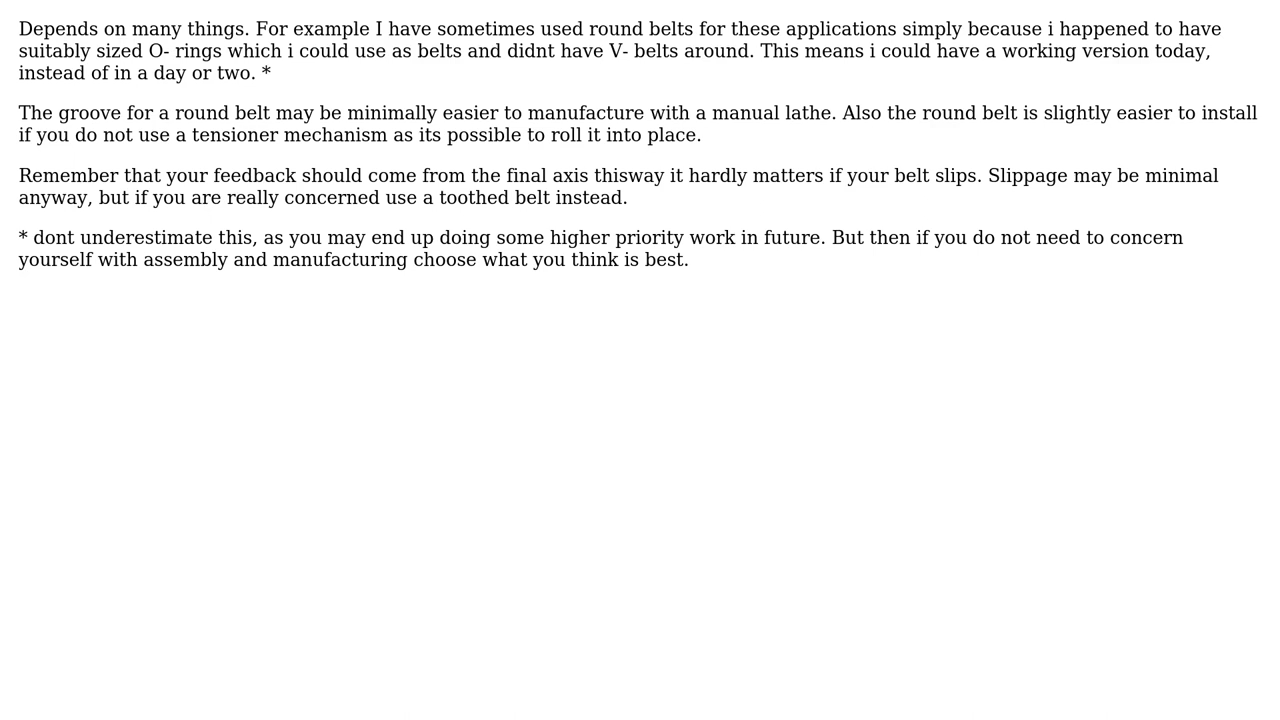 Depends on many things. For example I have sometimes used round belts for these applications simply because i happened to have
suitably sized O- rings which i could use as belts and didnt have V- belts around. This means i could have a working version today,
instead of in a day or two. *
The groove for a round belt may be minimally easier to manufacture with a manual lathe. Also the round belt is slightly easier to install
if you do not use a tensioner mechanism as its possible to roll it into place.
Remember that your feedback should come from the final axis thisway it hardly matters if your belt slips. Slippage may be minimal
anyway, but if you are really concerned use a toothed belt instead.
* dont underestimate this, as you may end up doing some higher priority work in future. But then if you do not need to concern
yourself with assembly and manufacturing choose what you think is best.